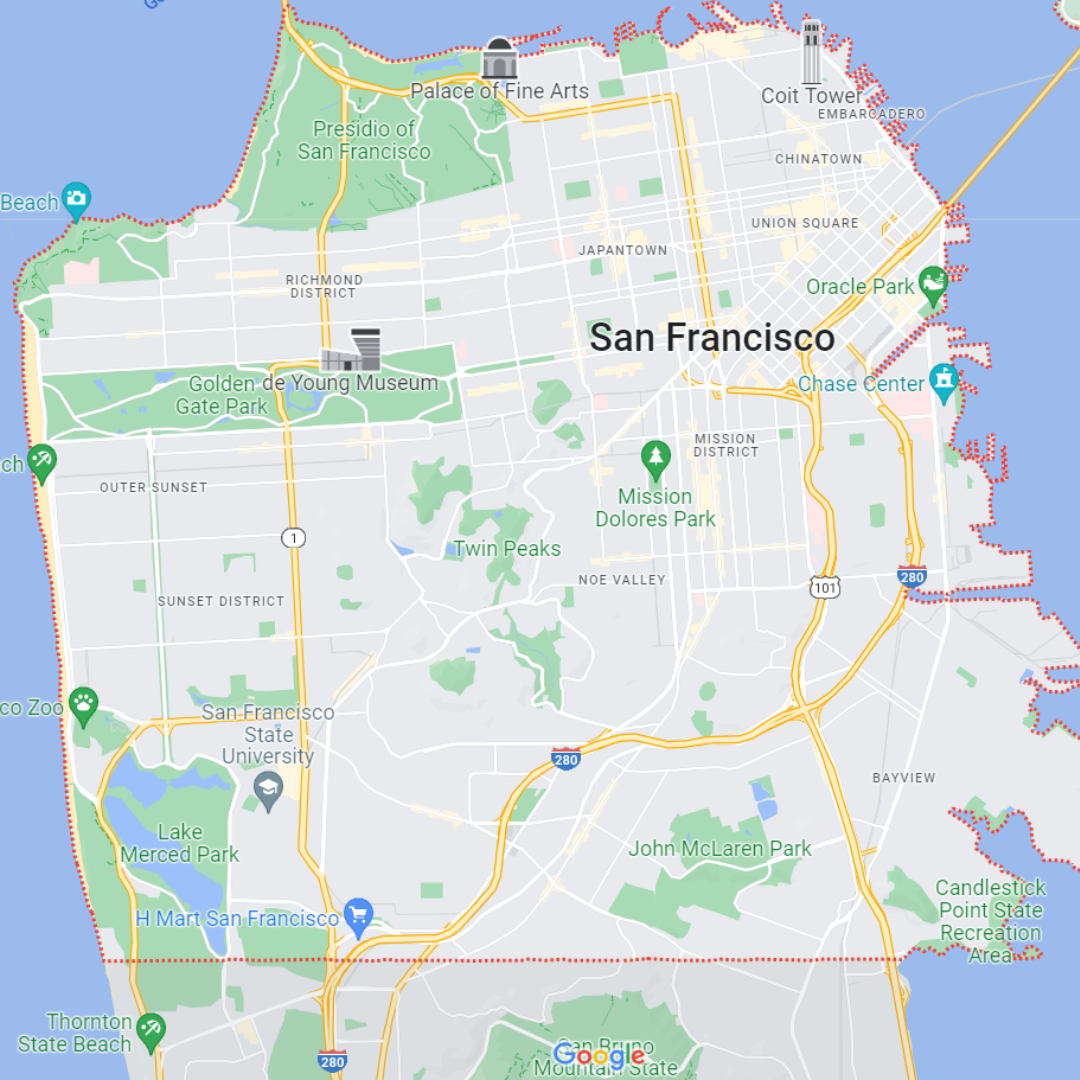 Go
Palace of Fine Arts
Coit Tower
EMBARCADERO
Presidio of
San Francisco
CHINATOWN
Beach
UNION SQUARE
JAPANTOWN
RICHMOND
DISTRICT
Oracle Park
San Francisco
Golden
Gate Park
de Young Museum
Chase Center
MISSION
DISTRICT
ch
OUTER SUNSET
Mission
Dolores Park
1
Twin Peaks
NOE VALLEY
280
101
SUNSET DISTRICT
co Zoo
San Francisco
State
University
280
BAYVIEW
Lake
Merced Park
John McLaren Park
H Mart San Francisco
Candlestick
Point State
Recreation
Area
Thornton
State Beach
280
San Bruno
Mountain State
Google